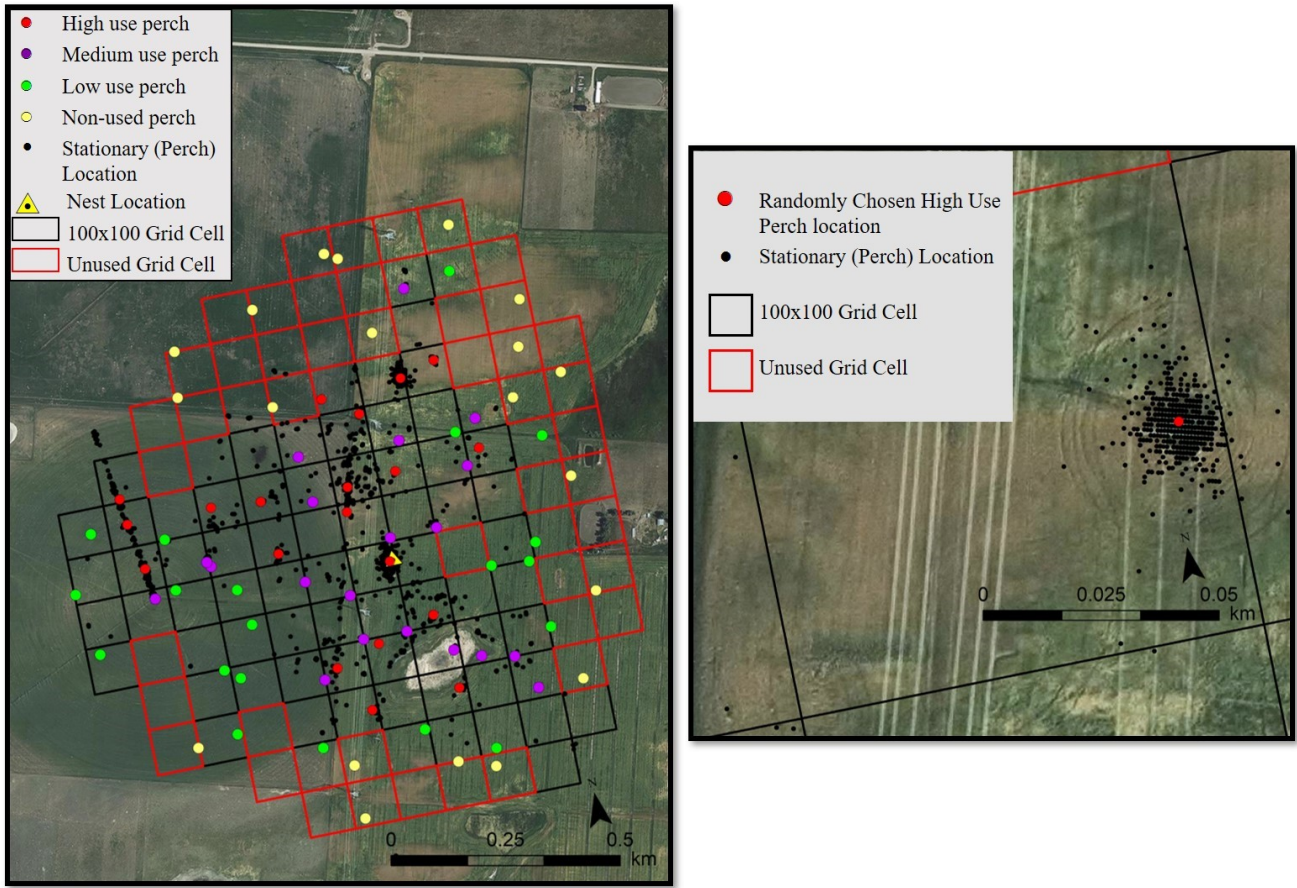 High use perch
Medium use perch
Low use perch
Non-used perch
Stationary (Perch)
Location
Nest Location
100x100 Grid Cell
Unused Grid Cell
N
0 0.25 0.5
km
Randomly Chosen High Use
Perch location
Stationary (Perch) Location
100x100 Grid Cell
Unused Grid Cell
N
0 0.025 0.05
km